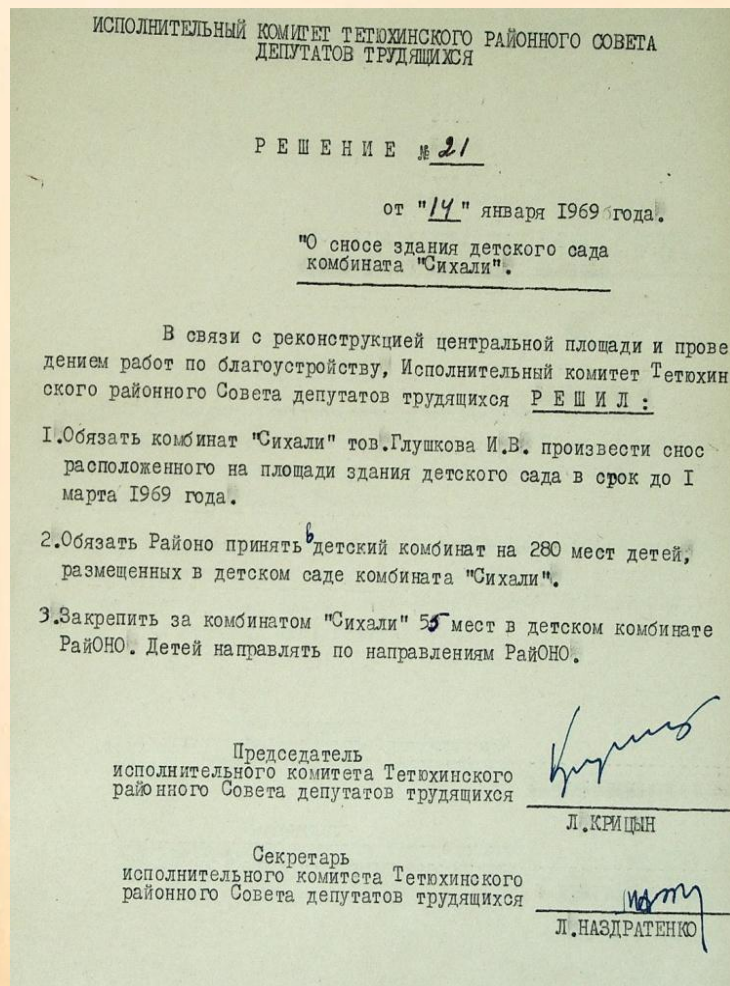 ИСПОЛНИТЕЛЬНЫЙ КОМИТЕТ ТЕТЮХИНСКОГО РАЙОННОГО СОВЕТА
ДЕПУТАТОВ ТРУДЯЩИХСЯ
РЕШЕНИЕ № 21
от "14" января 1969 года.
"О сносе здания детского сада
комбината "Сихали".
В связи с реконструкцией центральной площади и прове
дением работ по благоустройству, Исполнительный комитет Тетюхин
ского районного Совета депутатов трудящихся РЕШИЛ:
1.Обязать комбинат "Сихали" тов.Глушкова И.В. произвести снос
расположенного на площади здания детского сада в срок до I
марта 1969 года.
2.Обязать Районо принять в детский комбинат на 280 мест детей,
размещенных в детском саде комбината "Сихали".
3.Закрепить за комбинатом "Сихали" 55 мест в детском комбинате
РайОНО. Детей направлять по направлениям РайОНО.
Председатель
исполнительного комитета Тетюхинского
районного Совета депутатов трудящихся
Л.КРИЦЫН
Секретарь
исполнительного комитета Тетюхинского
районного Совета депутатов трудящихся
Л.НАЗДРАТЕНКО